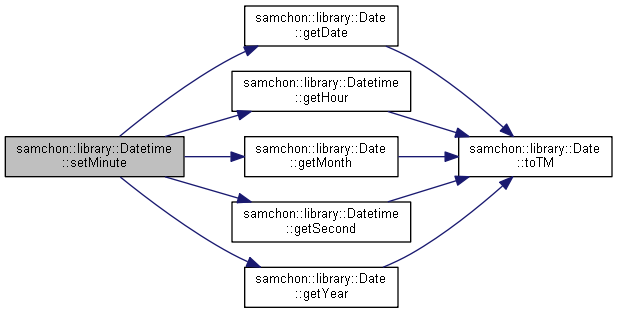 samchon::library::Date
::getDate
samchon::library::Datetime
::getHour
samchon::library::Datetime
::setMinute
samchon::library::Date
::getMonth
samchon::library::Date
::toTM
samchon::library::Datetime
::getSecond
samchon::library::Date
::getYear